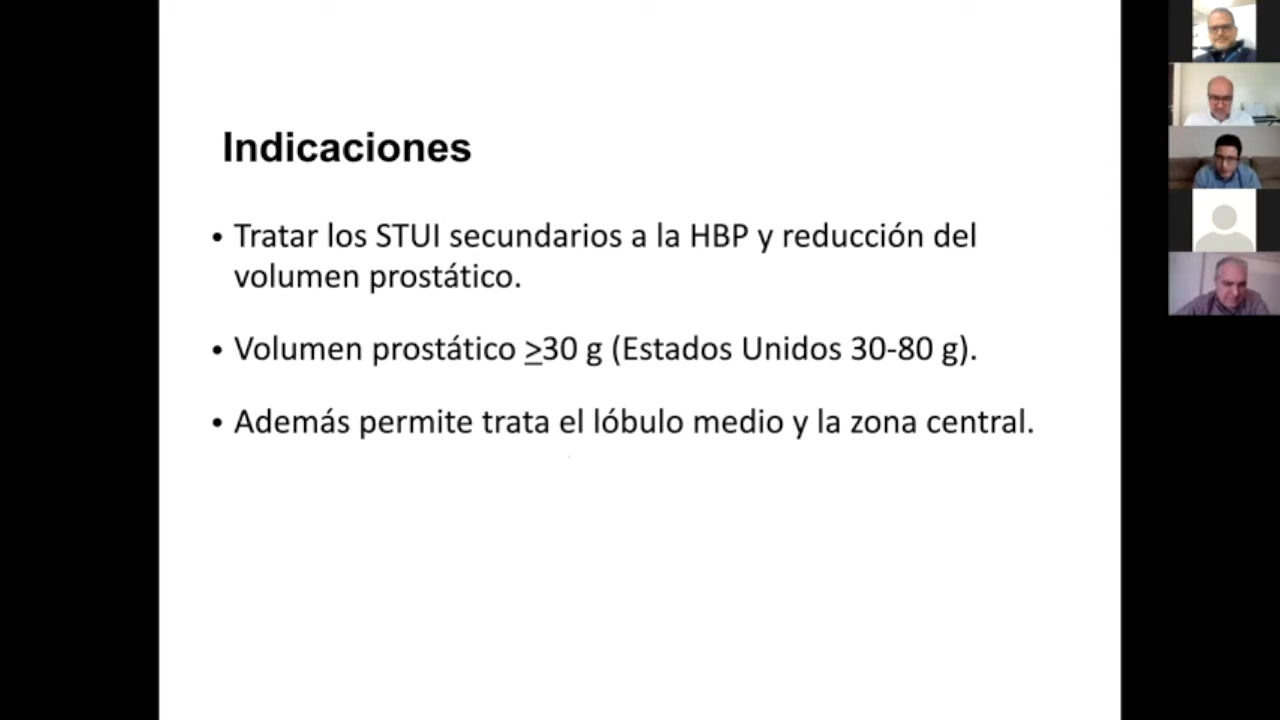 Indicaciones
• Tratar los STUI secundarios a la HBP y reducción del
volumen prostático.
• Volumen prostático ≥30 g (Estados Unidos 30-80 g).
• Además permite trata el lóbulo medio y la zona central.